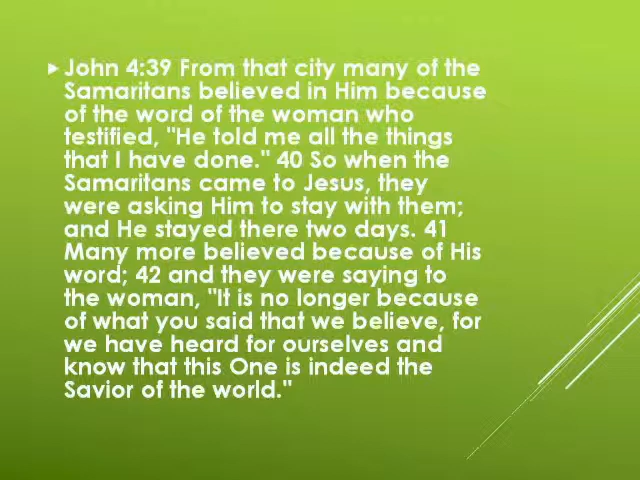 John 4:39 From that city many of the
Samaritans believed in Him because
of the word of the woman who
testified, "He told me all the things
that I have done." 40 So when the
Samaritans came to Jesus, they
were asking Him to stay with them;
and He stayed there two days. 41
Many more believed because of His
word; 42 and they were saying to
the woman, "It is no longer because
of what you said that we believe, for
we have heard for ourselves and
know that this One is indeed the
Savior of the world."